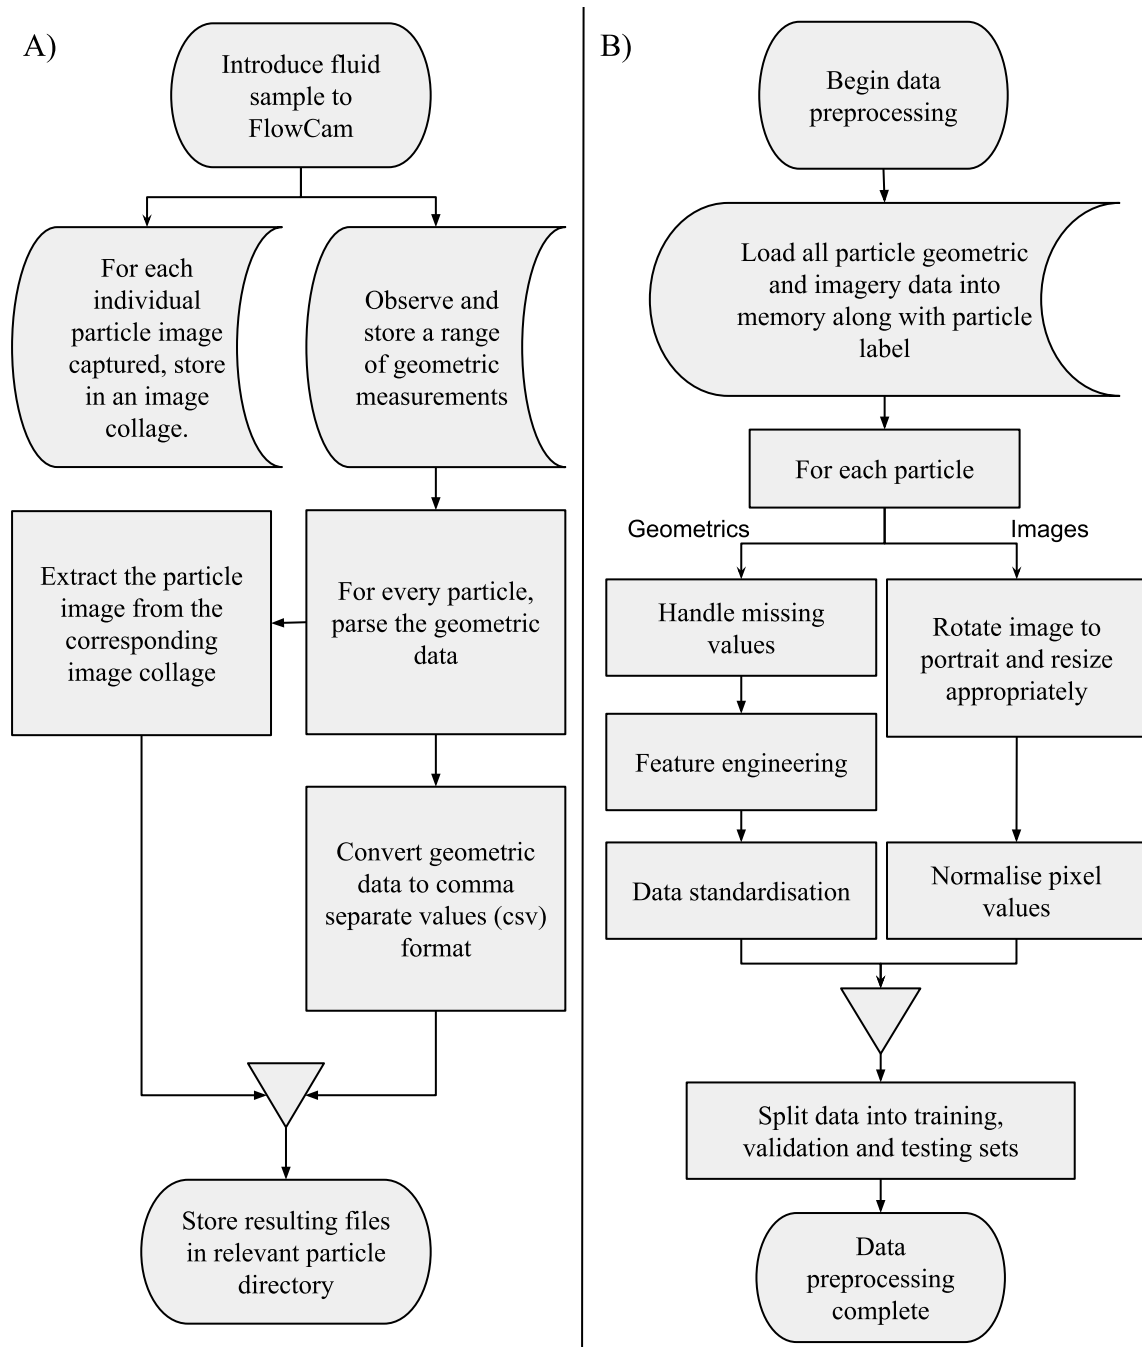 A)
Introduce fluid
sample to
FlowCam
For each
individual
particle image
captured, store
in an image
collage.
Observe and
store a range
of geometric
measurements
Extract the particle
image from the
corresponding
image collage
For every particle,
parse the geometric
data
Convert geometric
data to comma
separate values (csv)
format
Store resulting files
in relevant particle
directory
B)
Begin data
preprocessing
Load all particle geometric
and imagery data into
memory along with particle
label
For each particle
Geometrics
Images
Handle missing
values
Feature engineering
Data standardisation
Rotate image to
portrait and resize
appropriately
Normalise pixel
values
Split data into training,
validation and testing sets
Data
preprocessing
complete